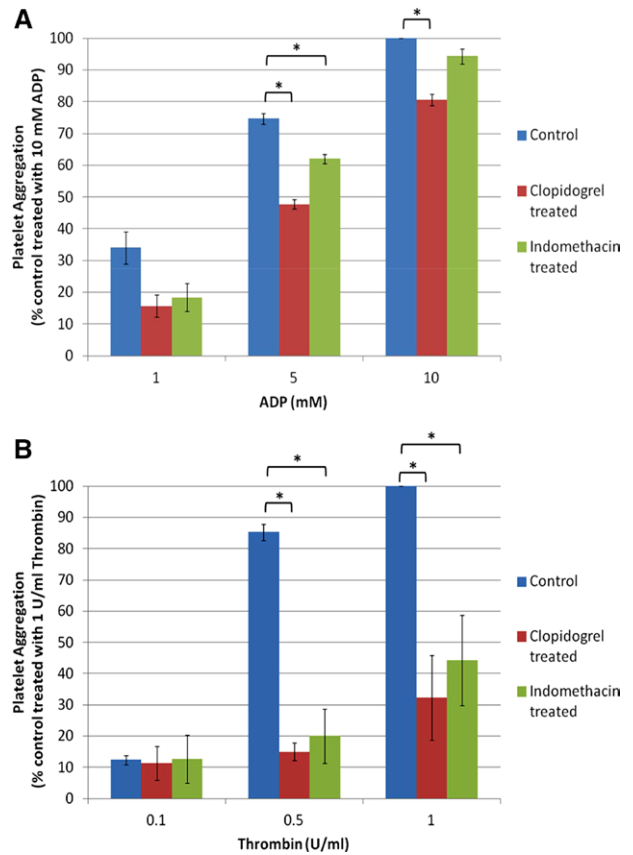 A
Platelet Aggregation
(% control treated with 10 mM ADP)
100
90
80
70
60
50
40
30
20
10
0
*
*
*
1
5
10
ADP (mM)
Control
Clopidogrel
treated
Indomethacin
treated
B
Platelet Aggregation
(% control treated with 1 U/ml Thrombin)
100
90
80
70
60
50
40
30
20
10
0
*
*
*
*
0.1
0.5
1
Thrombin (U/ml)
Control
Clopidogrel
treated
Indomethacin
treated